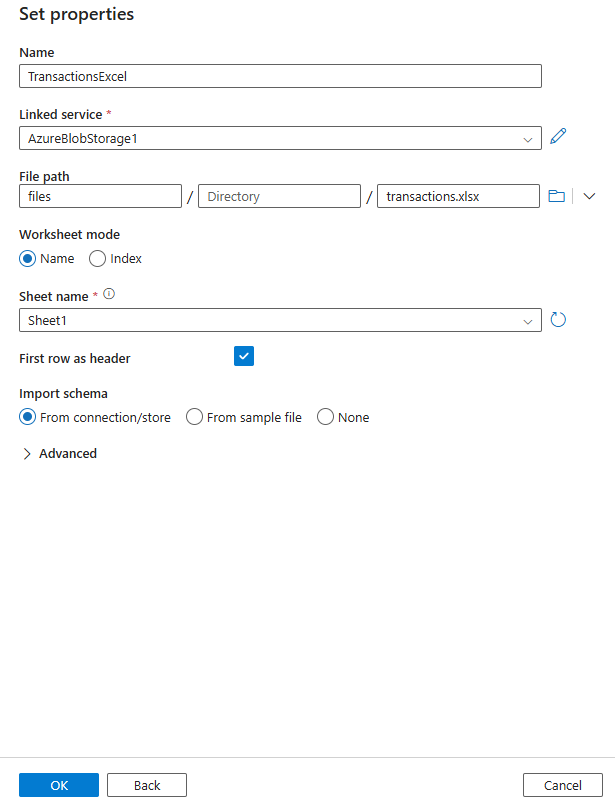 Set properties
Name
TransactionsExcel
Linked service *
AzureBlobStorage1
File path
files / Directory / transactions.xlsx
Worksheet mode
Name Index
Sheet name *
Sheet1
First row as header
Import schema
From connection/store From sample file None
Advanced
OK Back Cancel